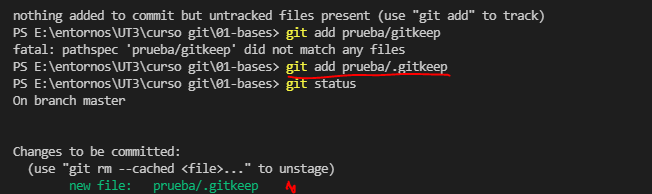 nothing added to commit but untracked files present (use "git add" to track)
PS E:\entornos\UT3\curso git\01-bases> git add prueba/gitkeep
fatal: pathspec 'prueba/gitkeep' did not match any files
PS E:\entornos\UT3\curso git\01-bases> git add prueba/.gitkeep
PS E:\entornos\UT3\curso git\01-bases> git status
On branch master
Changes to be committed:
(use "git rm --cached <file>..." to unstage)
new file: prueba/.gitkeep